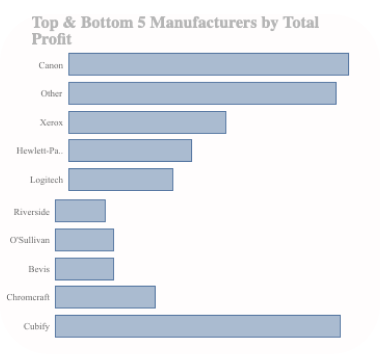 Top & Bottom 5 Manufacturers by Total
Profit
Canon
Other
Xerox
Hewlett-Pa..
Logitech
Riverside
O'Sullivan
Bevis
Chromcraft
Cubify